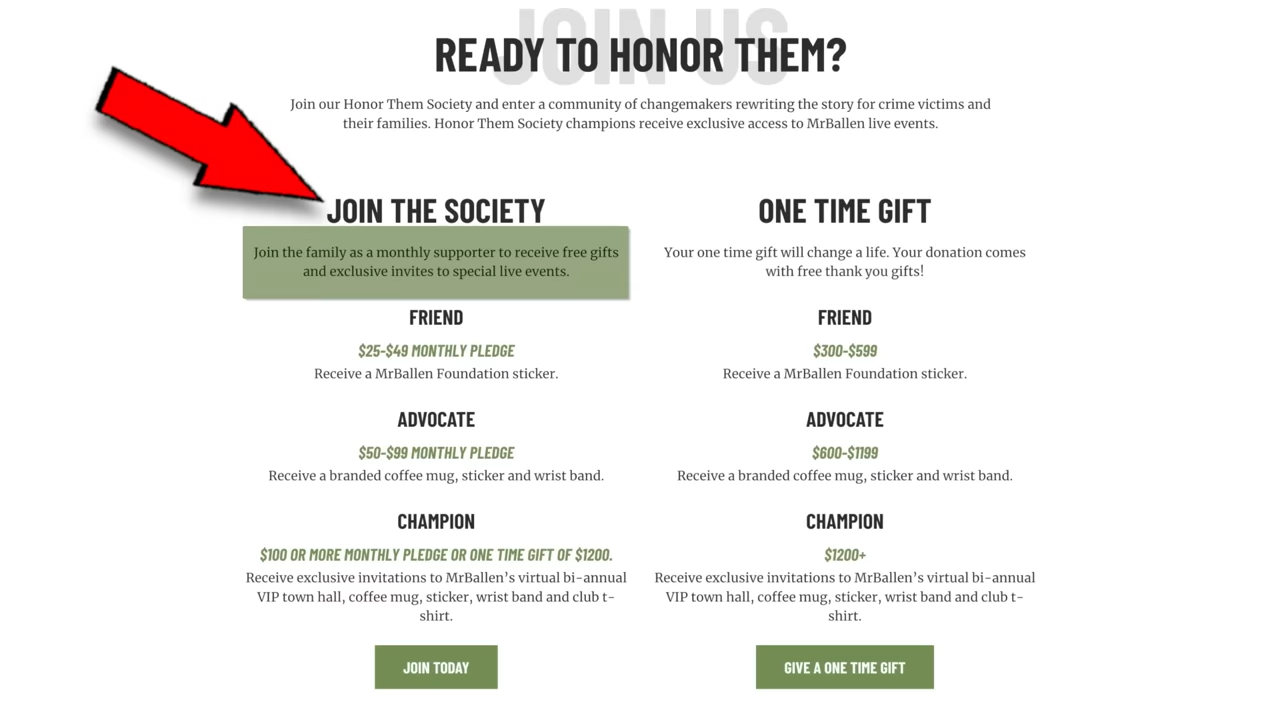 JOIN US
READY TO HONOR THEM?
Join our Honor Them Society and enter a community of changemakers rewriting the story for crime victims and
their families. Honor Them Society champions receive exclusive access to MrBallen live events.
JOIN THE SOCIETY
Join the family as a monthly supporter to receive free gifts
and exclusive invites to special live events.
FRIEND
$25-$49 MONTHLY PLEDGE
Receive a MrBallen Foundation sticker.
ADVOCATE
$50-$99 MONTHLY PLEDGE
Receive a branded coffee mug, sticker and wrist band.
CHAMPION
$100 OR MORE MONTHLY PLEDGE OR ONE TIME GIFT OF $1200.
Receive exclusive invitations to MrBallen’s virtual bi-annual
VIP town hall, coffee mug, sticker, wrist band and club t-
shirt.
JOIN TODAY
ONE TIME GIFT
Your one time gift will change a life. Your donation comes
with free thank you gifts!
FRIEND
$300-$599
Receive a MrBallen Foundation sticker.
ADVOCATE
$600-$1199
Receive a branded coffee mug, sticker and wrist band.
CHAMPION
$1200+
Receive exclusive invitations to MrBallen’s virtual bi-annual
VIP town hall, coffee mug, sticker, wrist band and club t-
shirt.
GIVE A ONE TIME GIFT